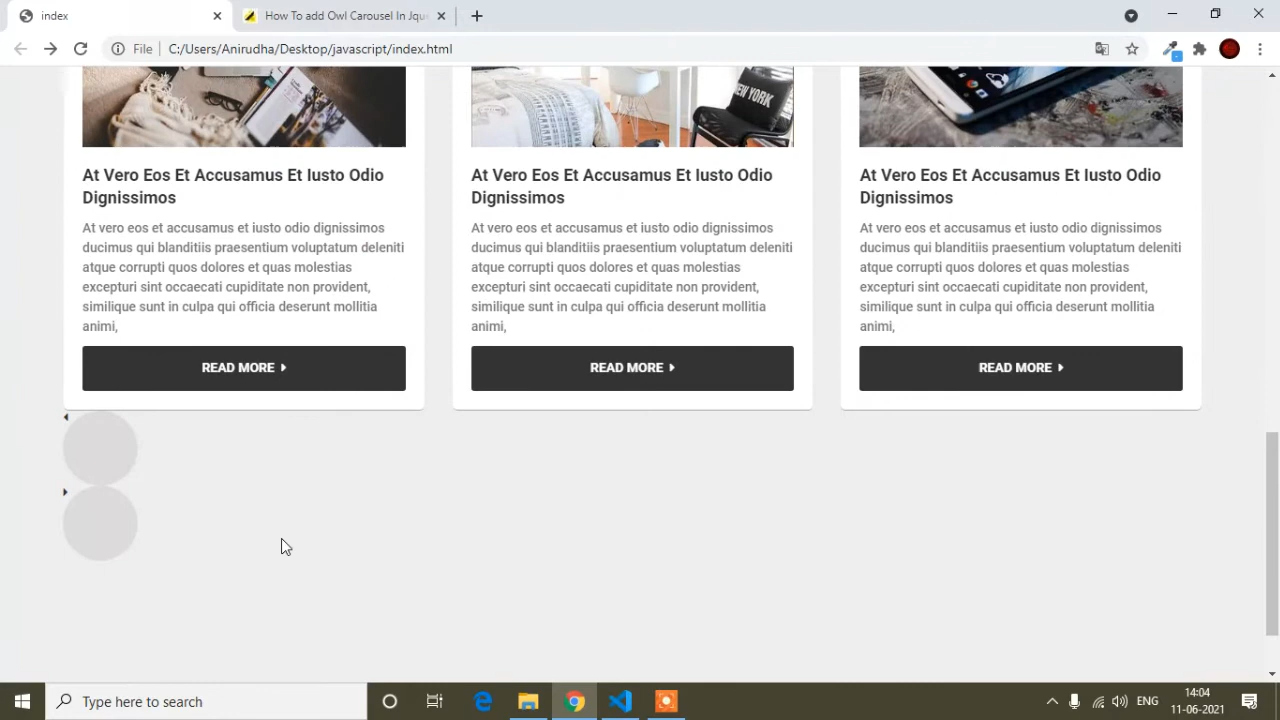 index
How To add Owl Carousel In Jque
File
C:/Users/Anirudha/Desktop/javascript/index.html
NEW YORK
At Vero Eos Et Accusamus Et Iusto Odio
Dignissimos
At vero eos et accusamus et iusto odio dignissimos
ducimus qui blanditiis praesentium voluptatum deleniti
atque corrupti quos dolores et quas molestias
excepturi sint occaecati cupiditate non provident,
similique sunt in culpa qui officia deserunt mollitia
animi,
READ MORE
At Vero Eos Et Accusamus Et Iusto Odio
Dignissimos
At vero eos et accusamus et iusto odio dignissimos
ducimus qui blanditiis praesentium voluptatum deleniti
atque corrupti quos dolores et quas molestias
excepturi sint occaecati cupiditate non provident,
similique sunt in culpa qui officia deserunt mollitia
animi,
READ MORE
At Vero Eos Et Accusamus Et Iusto Odio
Dignissimos
At vero eos et accusamus et iusto odio dignissimos
ducimus qui blanditiis praesentium voluptatum deleniti
atque corrupti quos dolores et quas molestias
excepturi sint occaecati cupiditate non provident,
similique sunt in culpa qui officia deserunt mollitia
animi,
READ MORE
Type here to search
ENG
14:04
11-06-2021